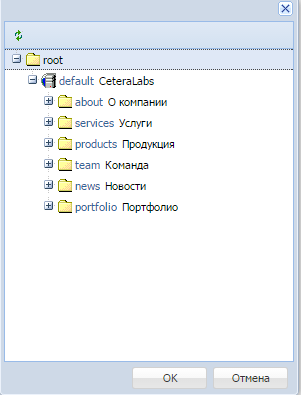 root
default CeteraLabs
about О компании
services Услуги
products Продукция
team Команда
news Новости
portfolio Портфолио
OK Отмена